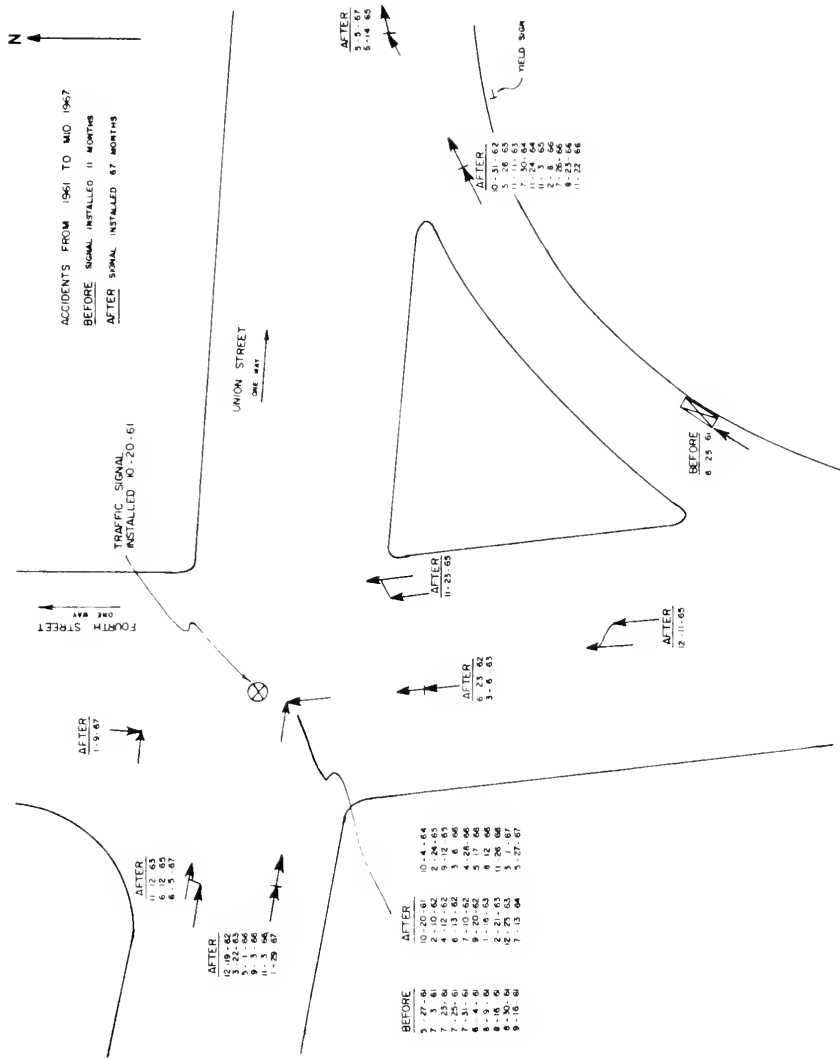 N
ACCIDENTS FROM 1961 TO MID 1967
BEFORE SIGNAL INSTALLED 11 MONTHS
AFTER SIGNAL INSTALLED 67 MONTHS
AFTER
5-5-67
6-14 65
YIELD SIGN
AFTER
10-31-62
5 28 63
11-11-63
7 30-64
11-24 64
11-3 65
2-8 66
7-26-66
8-23-66
11-22 66
UNION STREET
ONE WAY
TRAFFIC SIGNAL
INSTALLED 10-20-61
FOURTH STREET
ONE WAY
BEFORE
8 25 61
AFTER
11-23-65
AFTER
12-11-65
AFTER
6 23 62
3-6 63
AFTER
1-9-67
AFTER
11 12 63
6 12 65
6-5 67
AFTER
12-19-62
3-22-63
5-1-66
9-3-66
11-3 66
1-29 67
BEFORE
5-27-61
7 3 61
7 23-61
7-25-61
7-31-61
8-9-61
8-16 61
8-30-61
9-16 61
AFTER
10-20-61
2-10-62
4 12-62
6-13-62
7-10-62
9-20-62
1-16-63
2-21-63
12-25-63
7-13 64
10-4-64
2-24-65
9-12-65
3 8 66
4-28-66
5 17 66
8 12 66
11-26 66
3 1-67
5-27-67